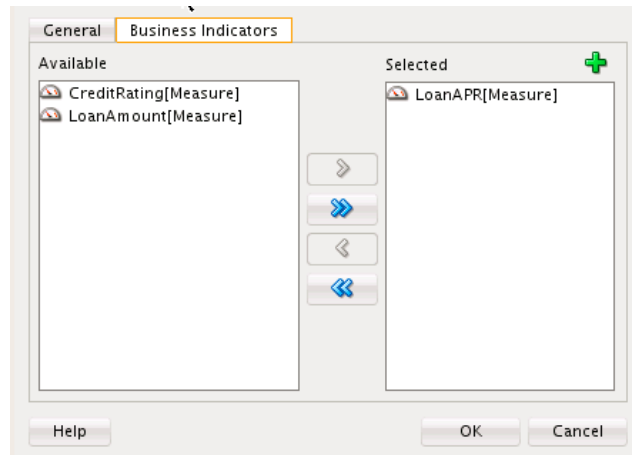 General Business Indicators
Available Selected
CreditRating[Measure]
LoanAmount[Measure]
LoanAPR[Measure]
Help OK Cancel